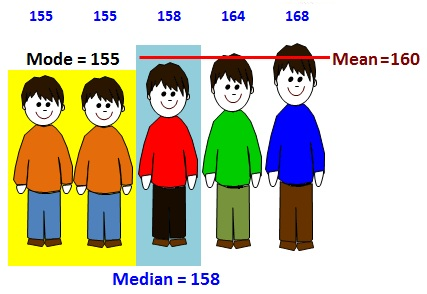 155 155 158 164 168
Mode = 155
Mean =160
Median = 158